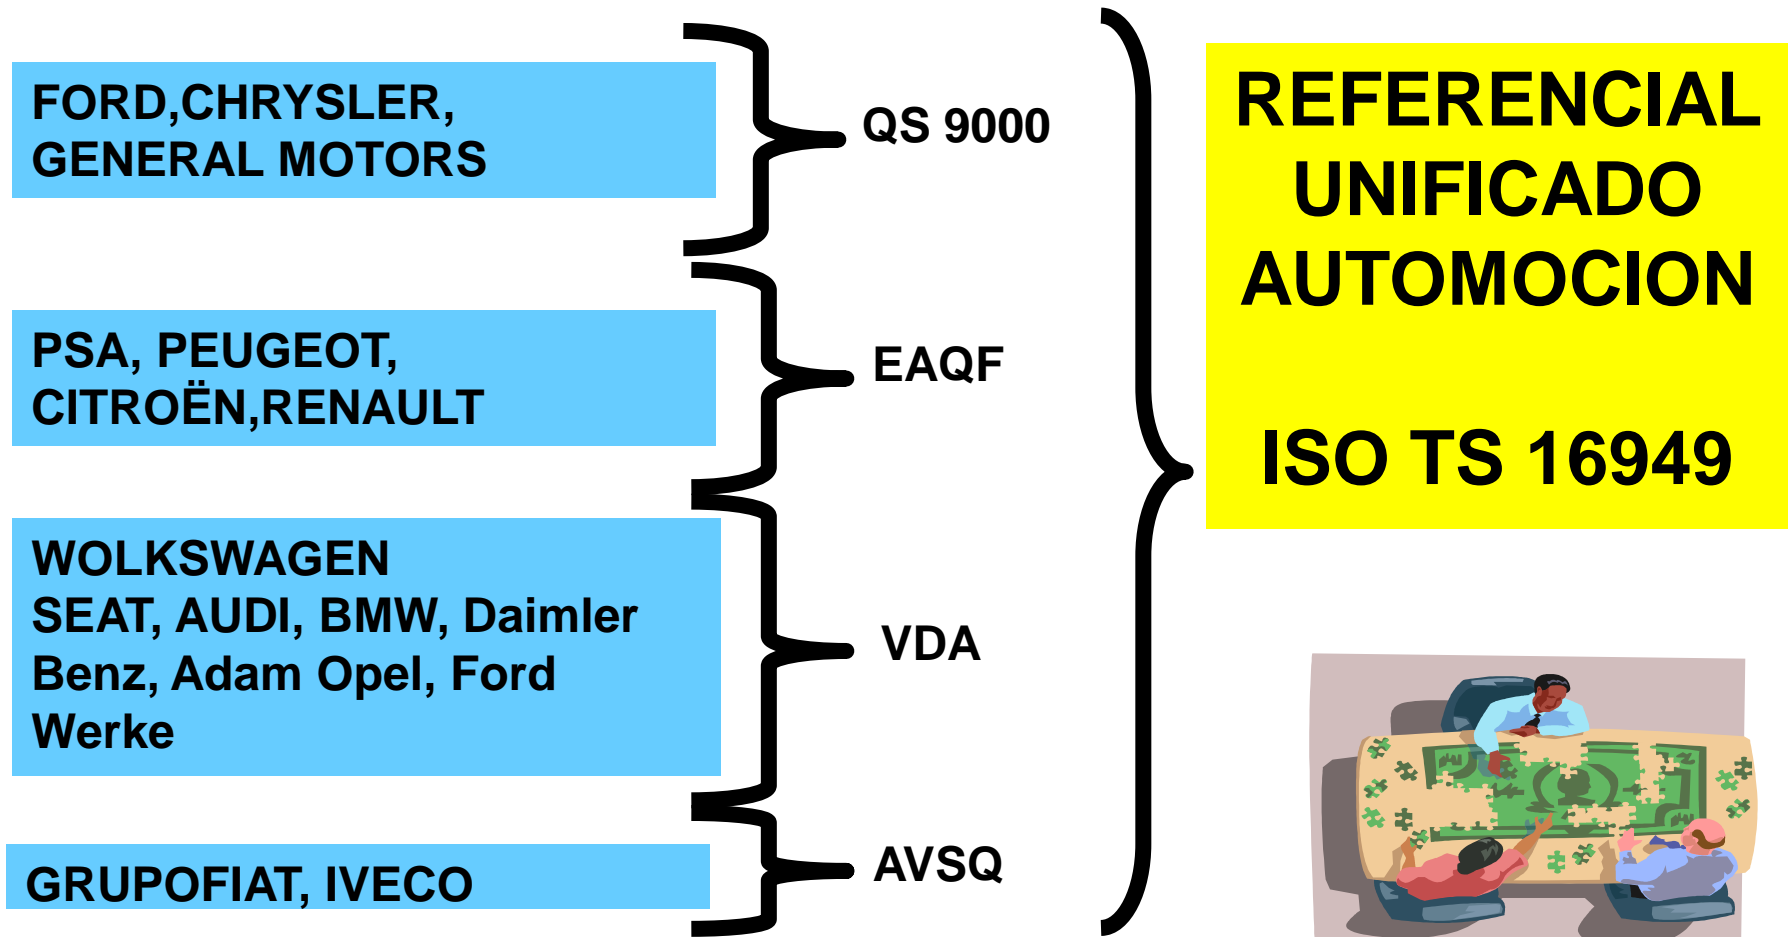 FORD,CHRYSLER,
GENERAL MOTORS
QS 9000
PSA, PEUGEOT,
CITROËN,RENAULT
EAQF
WOLKSWAGEN
SEAT, AUDI, BMW, Daimler
Benz, Adam Opel, Ford
Werke
VDA
GRUPOFIAT, IVECO
AVSQ
REFERENCIAL
UNIFICADO
AUTOMOCION
ISO TS 16949